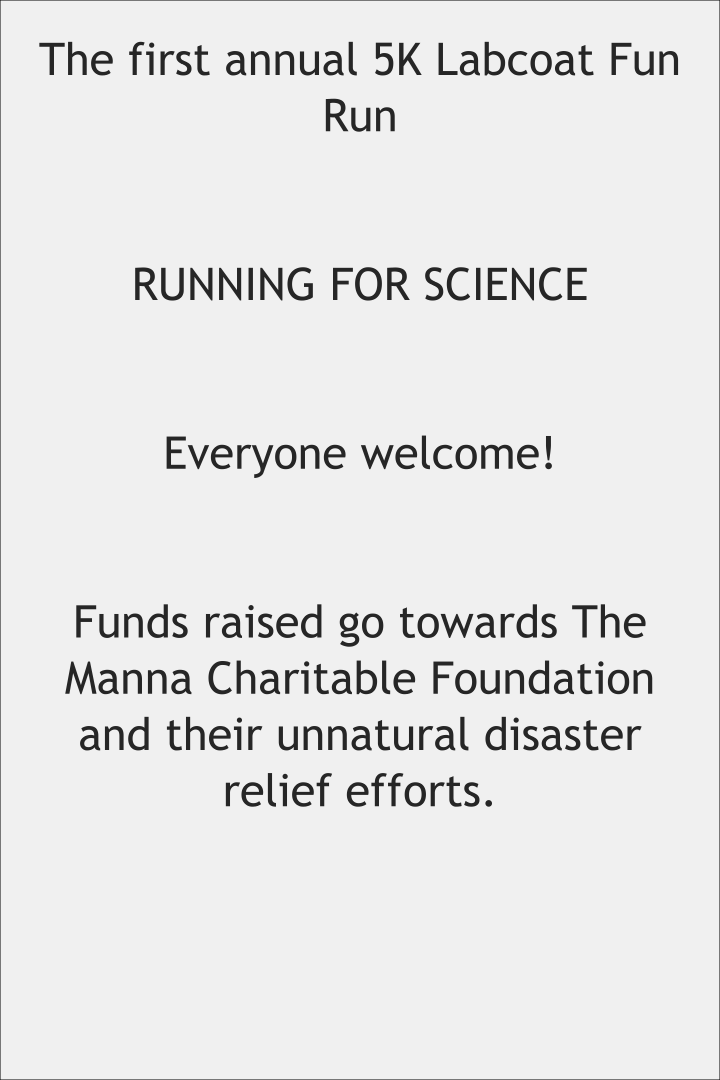 The first annual 5K Labcoat Fun
Run
RUNNING FOR SCIENCE
Everyone welcome!
Funds raised go towards The
Manna Charitable Foundation
and their unnatural disaster
relief efforts.